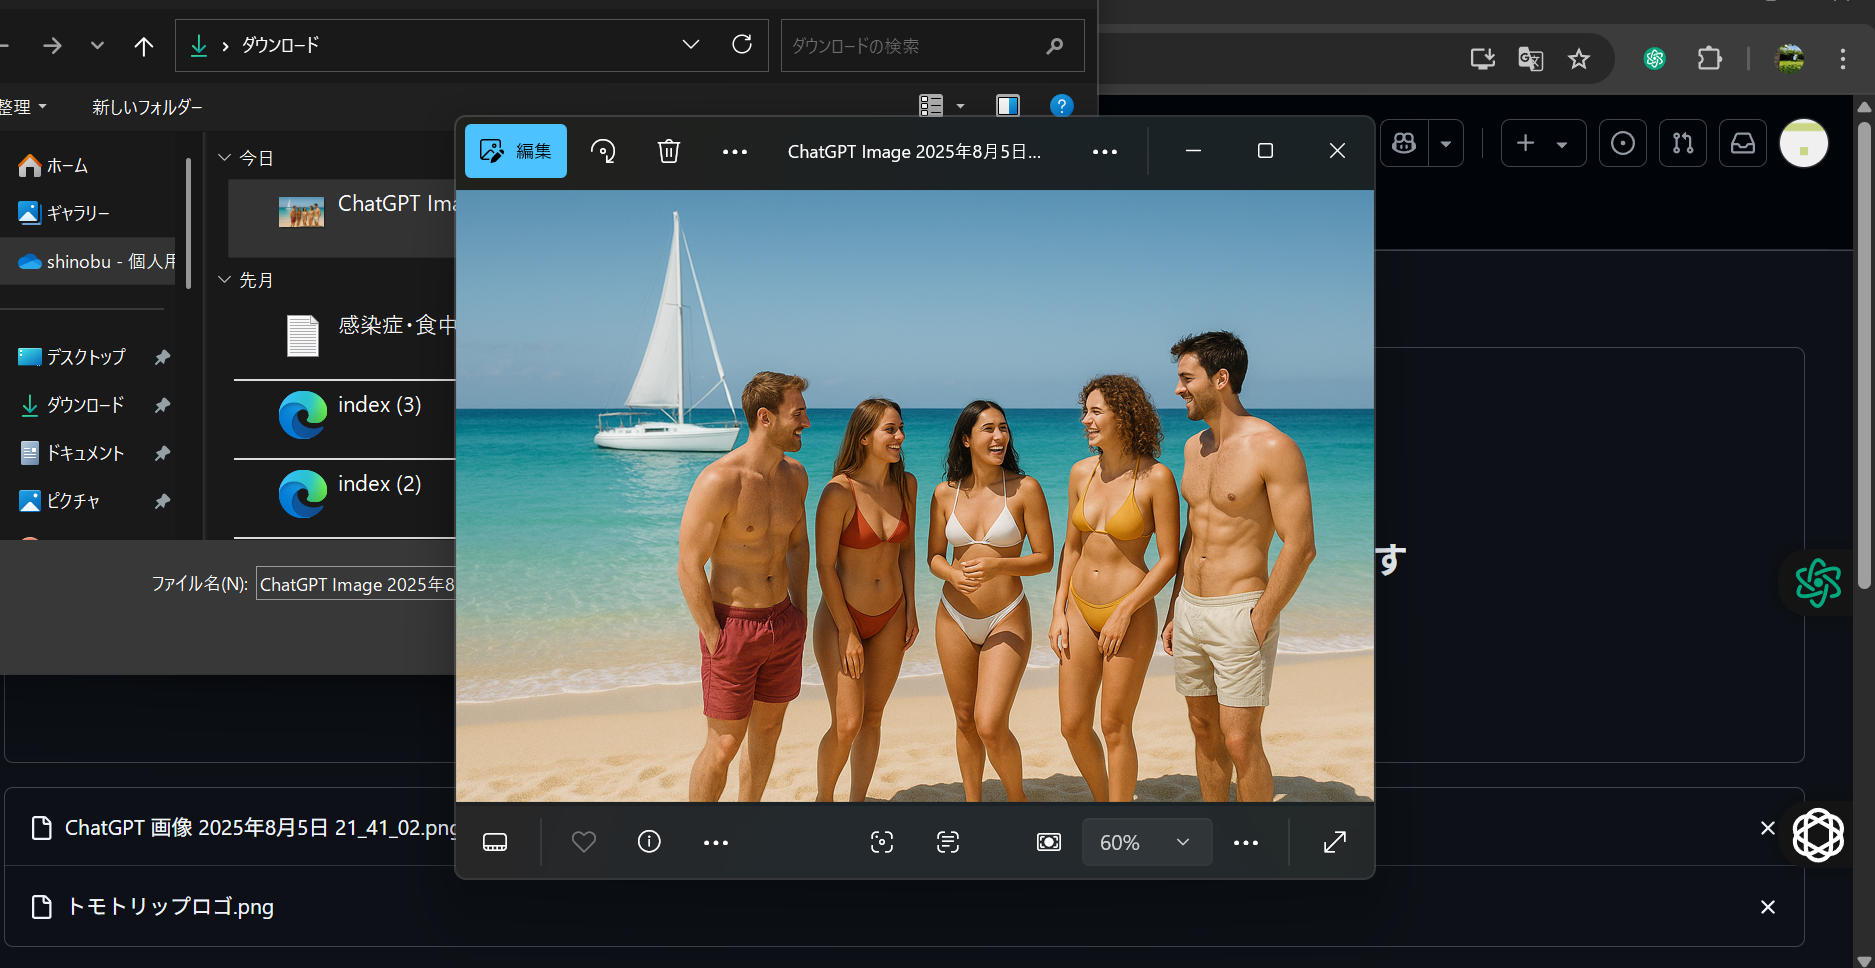 ダウンロード
ダウンロードの検索
整理
新しいフォルダー
?
ホーム
ギャラリー
shinobu - 個人用
デスクトップ
ダウンロード
ドキュメント
ピクチャ
今日
ChatGPT Ima
先月
感染症・食中
index (3)
index (2)
ファイル名(N):
ChatGPT Image 2025年8
編集
ChatGPT Image 2025年8月5日...
60%
す
ChatGPT 画像 2025年8月5日 21_41_02.png
トモトリップロゴ.png